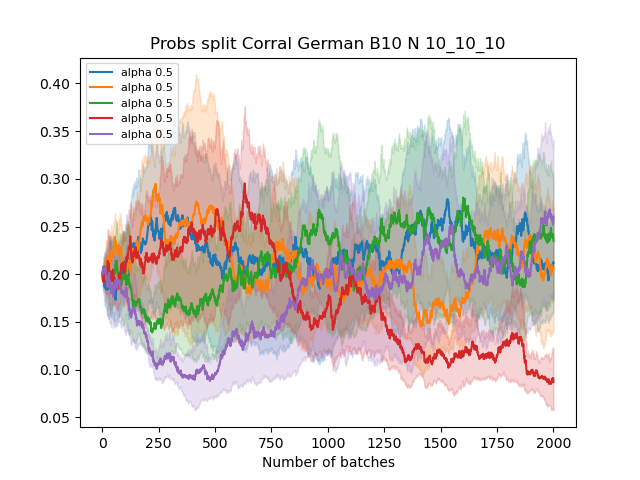 Probs split Corral German B10 N 10_10_10
alpha 0.5
alpha 0.5
alpha 0.5
alpha 0.5
alpha 0.5
0.40
0.35
0.30
0.25
0.20
0.15
0.10
0.05
0 250 500 750 1000 1250 1500 1750 2000
Number of batches